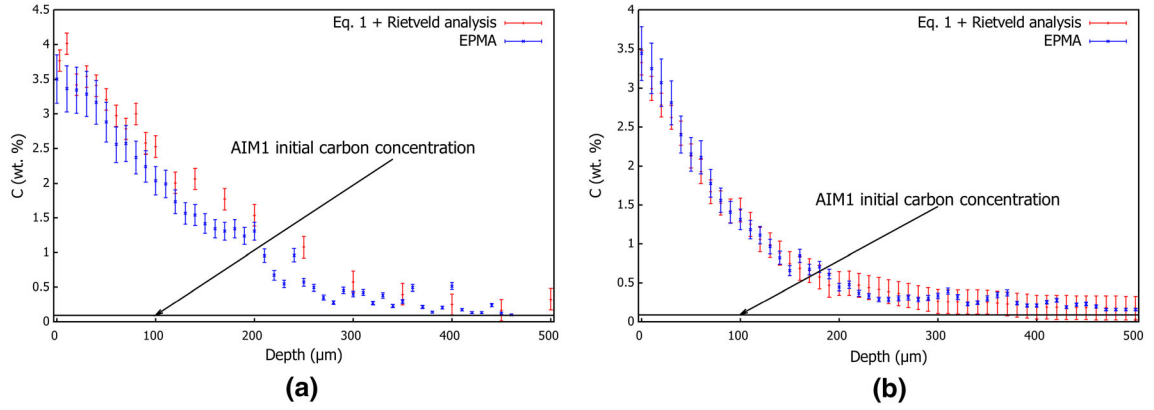 Eq. 1 + Rietveld analysis
EPMA
AIM1 initial carbon concentration
C (wt. %)
4.5
4
3.5
3
2.5
2
1.5
1
0.5
0
0 100 200 300 400 500
Depth (µm)
(a)
Eq. 1 + Rietveld analysis
EPMA
AIM1 initial carbon concentration
C (wt. %)
4
3.5
3
2.5
2
1.5
1
0.5
0
0 100 200 300 400 500
Depth (µm)
(b)